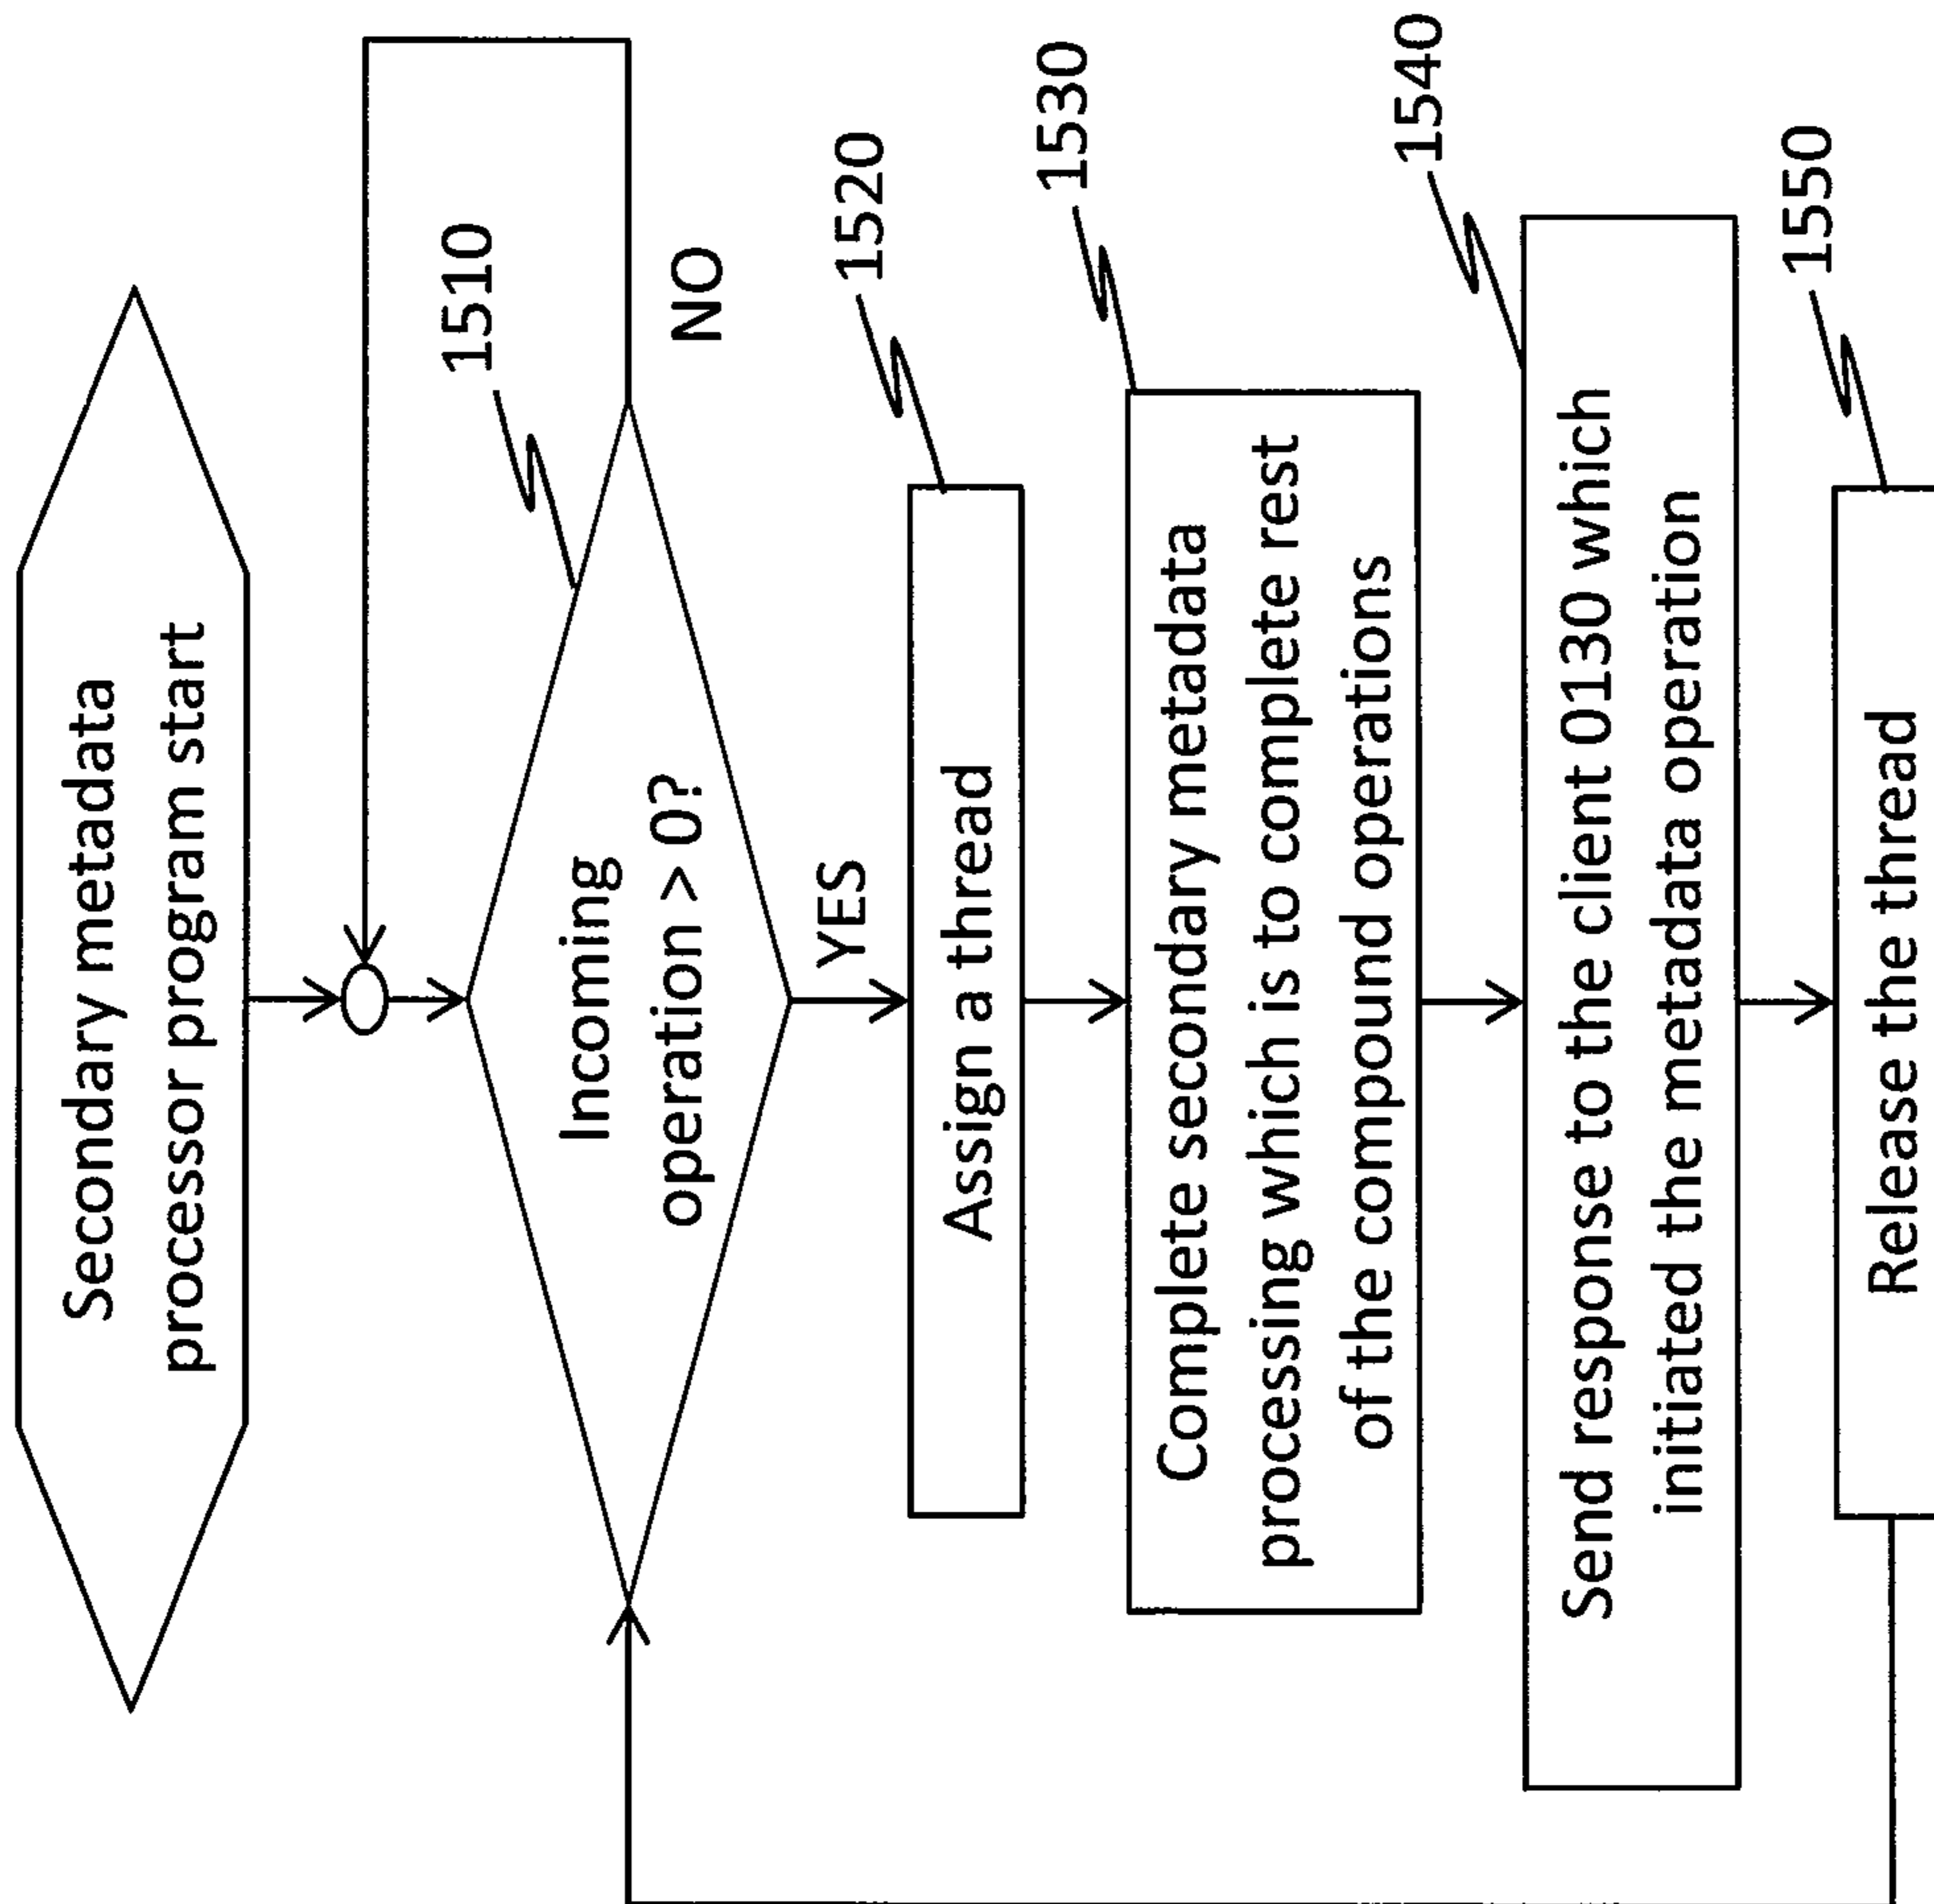 Secondary metadata
processor program start
1510
Incoming
operation > 0?
NO
YES
1520
Assign a thread
1530
Complete secondary metadata
processing which is to complete rest
of the compound operations
1540
Send response to the client 0130 which
initiated the metadata operation
1550
Release the thread